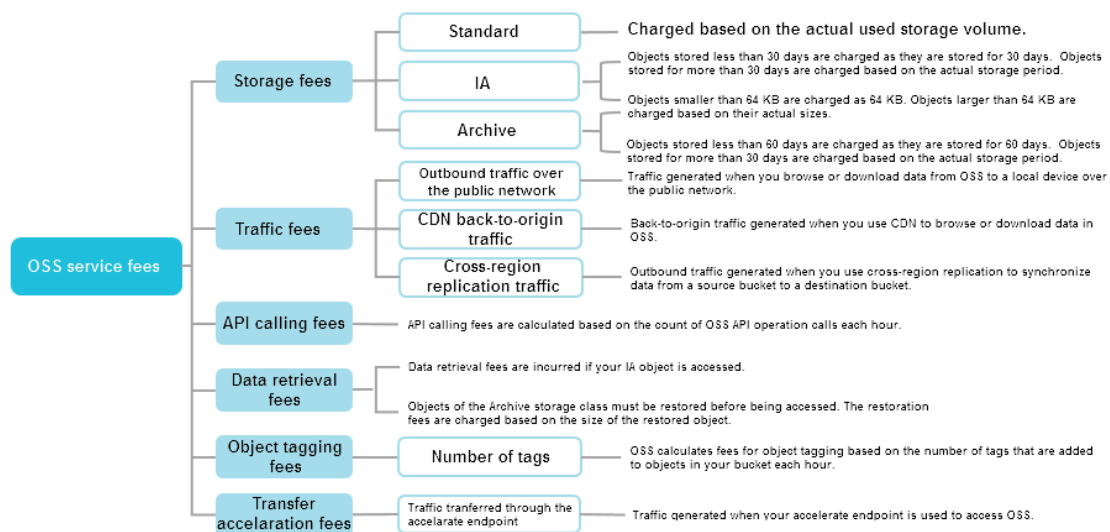 OSS service fees
Storage fees
Standard
Charged based on the actual used storage volume.
IA
Objects stored less than 30 days are charged as they are stored for 30 days. Objects
stored for more than 30 days are charged based on the actual storage period.
Objects smaller than 64 KB are charged as 64 KB. Objects larger than 64 KB are
charged based on their actual sizes.
Archive
Objects stored less than 60 days are charged as they are stored for 60 days. Objects
stored for more than 30 days are charged based on the actual storage period.
Traffic fees
Outbound traffic over
the public network
Traffic generated when you browse or download data from OSS to a local device over
the public network.
CDN back-to-origin
traffic
Back-to-origin traffic generated when you use CDN to browse or download data in
OSS.
Cross-region
replication traffic
Outbound traffic generated when you use cross-region replication to synchronize
data from a source bucket to a destination bucket.
API calling fees
API calling fees are calculated based on the count of OSS API operation calls each hour.
Data retrieval
fees
Data retrieval fees are incurred if your IA object is accessed.
Objects of the Archive storage class must be restored before being accessed. The restoration
fees are charged based on the size of the restored object.
Object tagging
fees
Number of tags
OSS calculates fees for object tagging based on the number of tags that are added
to objects in your bucket each hour.
Transfer
accelaration fees
Traffic tranferred through the
accelarate endpoint
Traffic generated when your accelerate endpoint is used to access OSS.